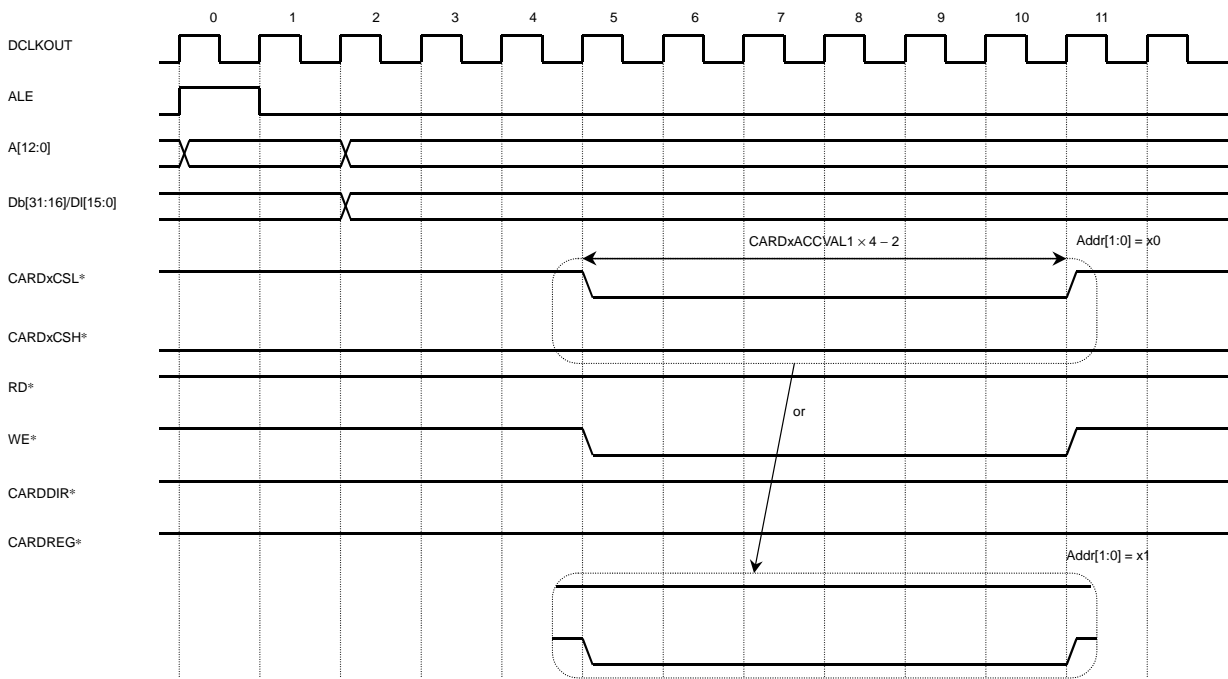 0 1 2 3 4 5 6 7 8 9 10 11
DCLKOUT
ALE
A[12:0]
Db[31:16]/Dl[15:0]
CARDxACCVAL1 × 4 – 2
Addr[1:0] = x0
CARDxCSL*
CARDxCSH*
RD*
or
WE*
CARDDIR*
CARDREG*
Addr[1:0] = x1